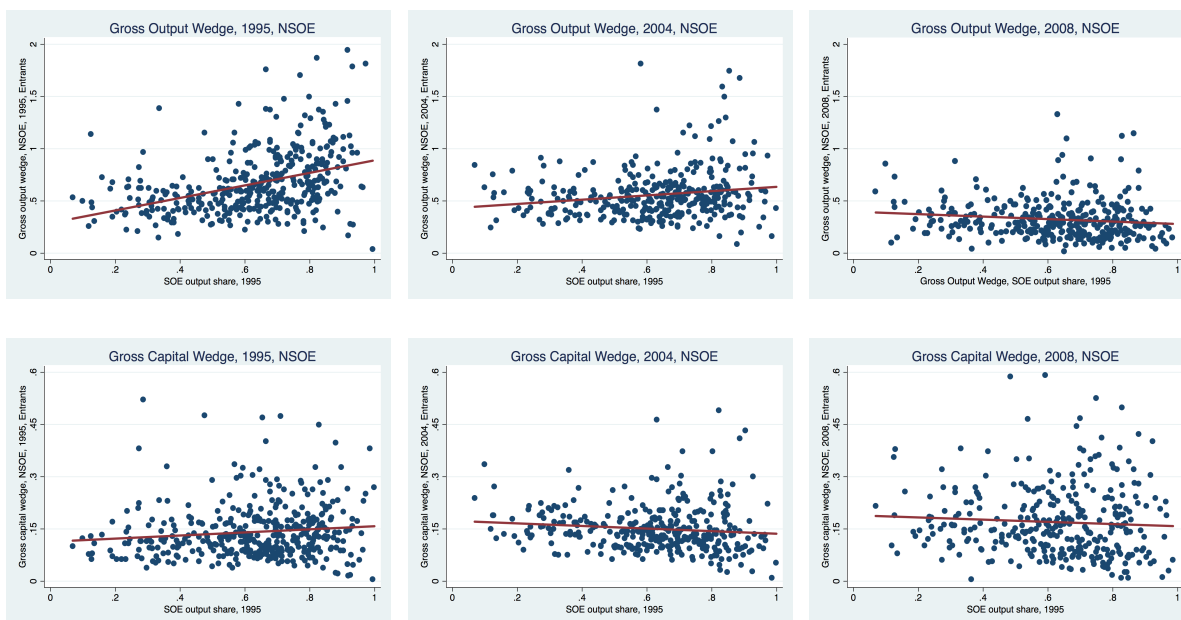 Gross Output Wedge, 1995, NSOE
Gross Output wedge, NSOE, 1995, Entrants
2
1.5
1
.5
0
0 .2 .4 .6 .8 1
SOE output share, 1995
Gross Output Wedge, 2004, NSOE
Gross output wedge, NSOE, 2004, Entrants
2
1.5
1
.5
0
0 .2 .4 .6 .8 1
SOE output share, 1995
Gross Output Wedge, 2008, NSOE
Gross output wedge, NSOE, 2008, Entrants
2
1.5
1
.5
0
0 .2 .4 .6 .8 1
Gross Output Wedge, SOE output share, 1995
Gross Capital Wedge, 1995, NSOE
Gross capital wedge, NSOE, 1995, Entrants
.6
.45
.3
.15
0
0 .2 .4 .6 .8 1
SOE output share, 1995
Gross Capital Wedge, 2004, NSOE
Gross capital wedge, NSOE, 2004, Entrants
.6
.45
.3
.15
0
0 .2 .4 .6 .8 1
SOE output share, 1995
Gross Capital Wedge, 2008, NSOE
Gross capital wedge, NSOE, 2008, Entrants
.6
.45
.3
.15
0
0 .2 .4 .6 .8 1
SOE output share, 1995